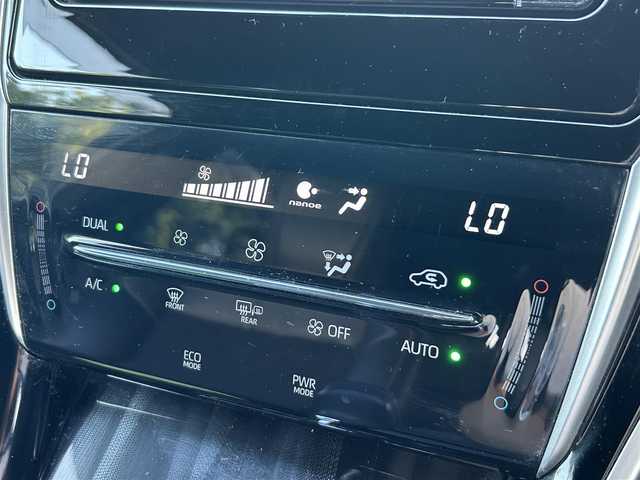 LO
nanoe
LO
DUAL
A/C
FRONT
REAR
OFF
AUTO
ECO
MODE
PWR
MODE